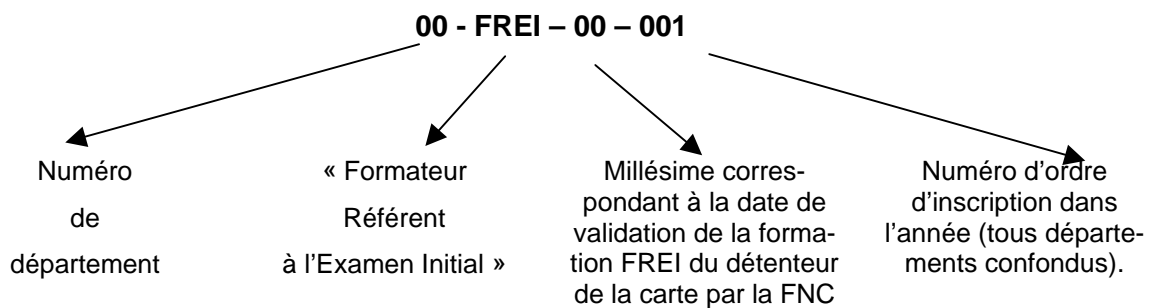 00 - FREI – 00 – 001
Numéro
de
département
« Formateur
Référent
à l'Examen Initial »
Millésime corres-
pondant à la date de
validation de la forma-
tion FREI du détenteur
de la carte par la FNC
Numéro d'ordre
d'inscription dans
l'année (tous départe-
ments confondus).